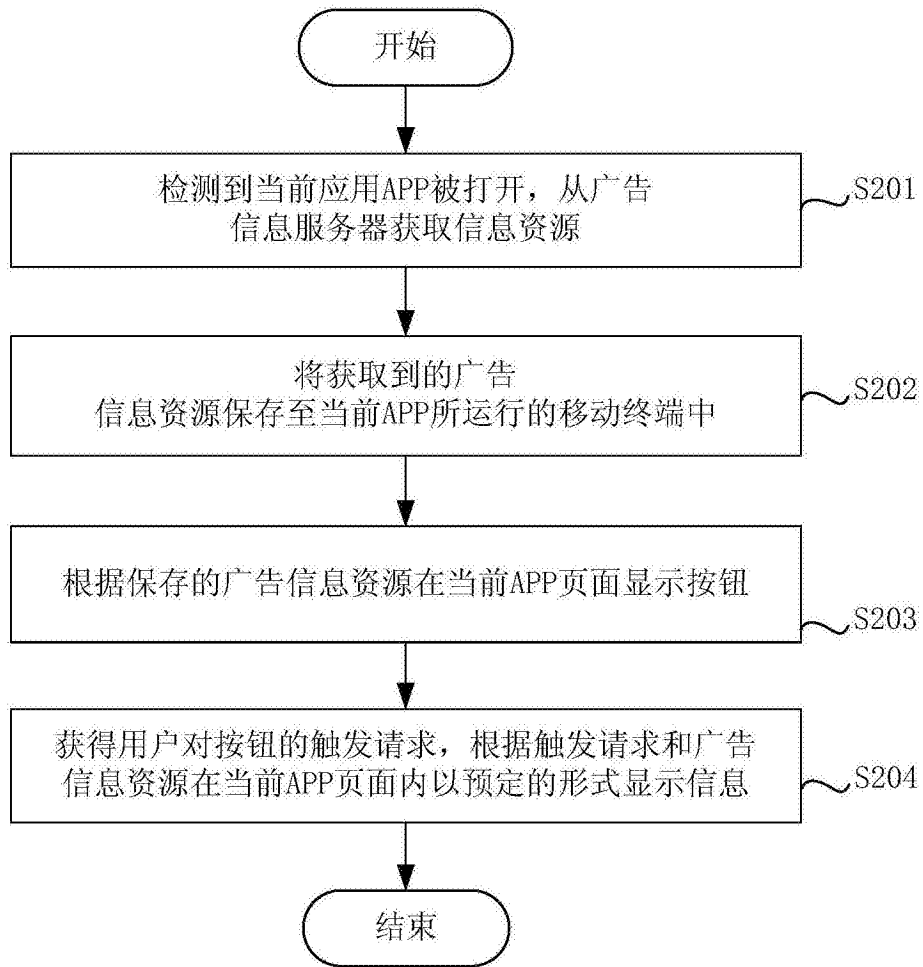 开始
检测到当前应用APP被打开，从广告
信息服务器获取信息资源
S201
将获取到的广告
信息资源保存至当前APP所运行的移动终端中
S202
根据保存的广告信息资源在当前APP页面显示按钮
S203
获得用户对按钮的触发请求，根据触发请求和广告
信息资源在当前APP页面内以预定的形式显示信息
S204
结束